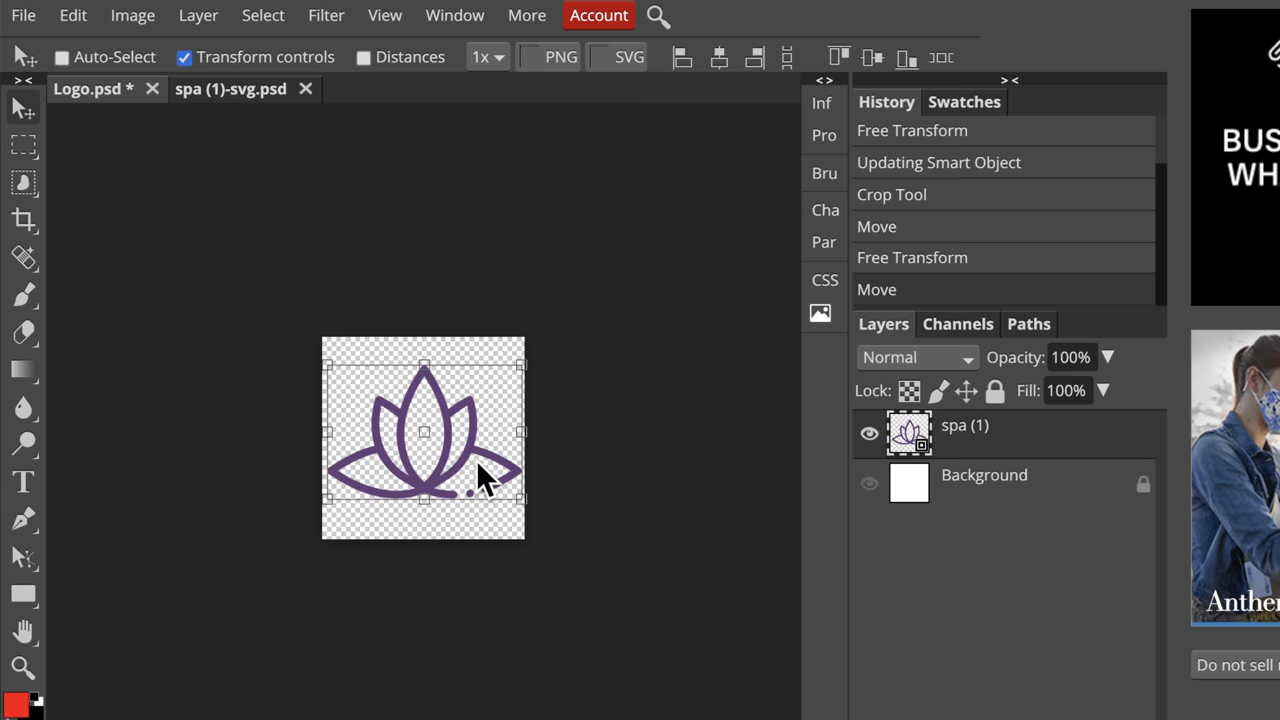 File Edit Image Layer Select Filter View Window More Account
Auto-Select Transform controls Distances 1x PNG SVG
> < < > > <
Logo.psd * spa (1)-svg.psd
Inf
Pro
Bru
Cha
Par
CSS
History Swatches
Free Transform
Updating Smart Object
Crop Tool
Move
Free Transform
Move
Layers Channels Paths
Normal Opacity: 100%
Lock: Fill: 100%
spa (1)
Background
T
BUS
WH
Anthe
Do not sell